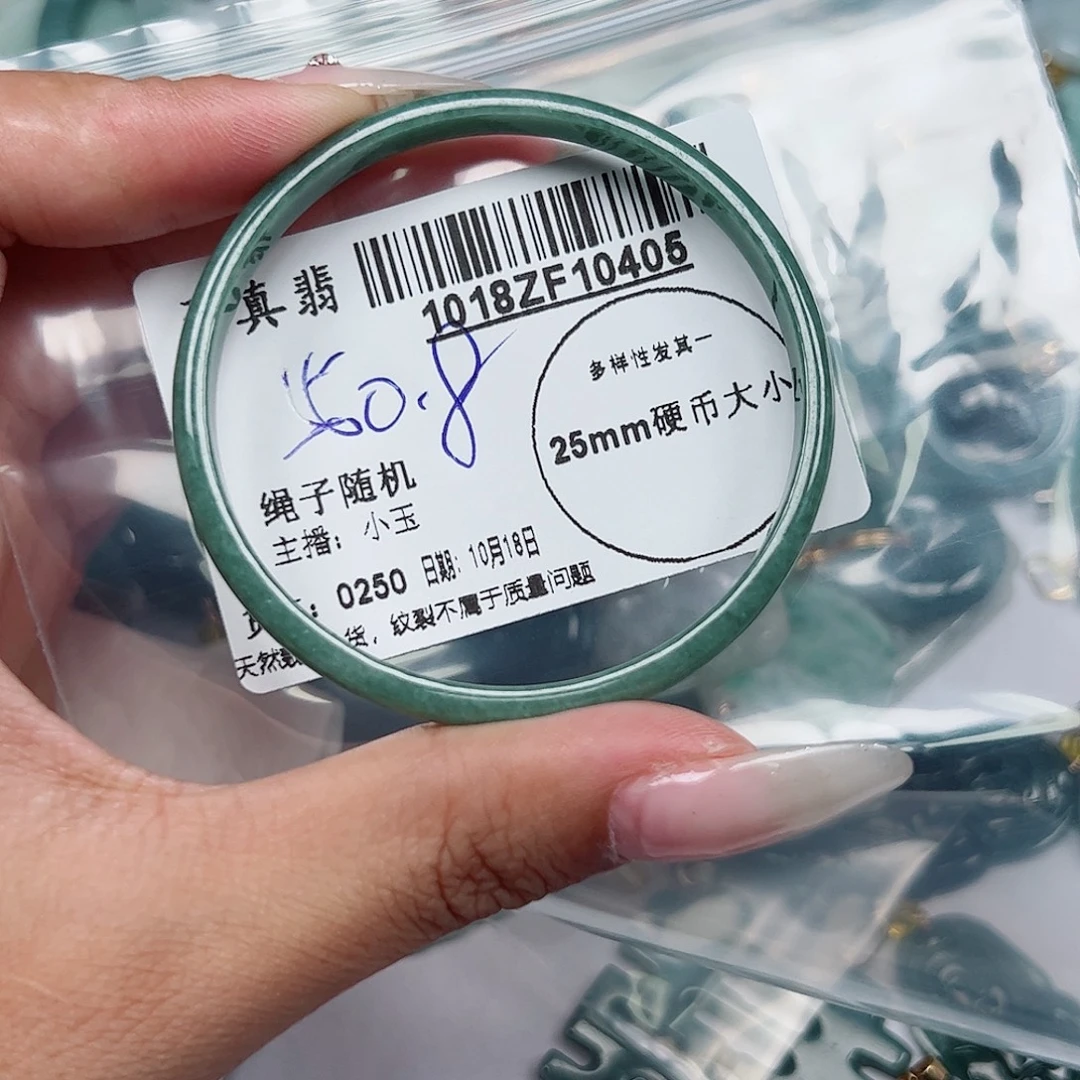 真翡
1018ZF10405
50.8
多样性发其一
25mm硬币大小
绳子随机
主播：小玉
0250 日期：10月18日
天然 货，纹裂不属于质量问题